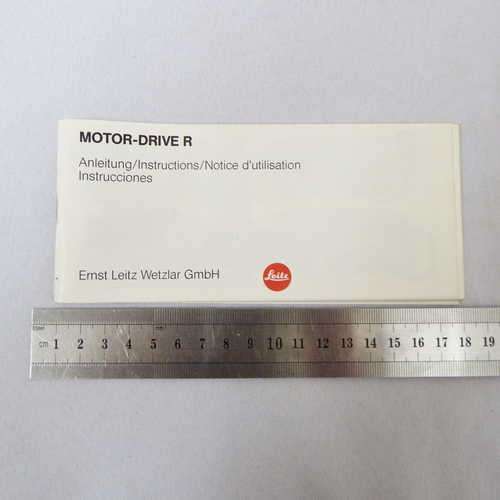 MOTOR-DRIVE R
Anleitung/Instructions/Notice d'utilisation
Instrucciones
Ernst Leitz Wetzlar GmbH
Leitz
cm 1 2 3 4 5 6 7 8 9 10 11 12 13 14 15 16 17 18 19